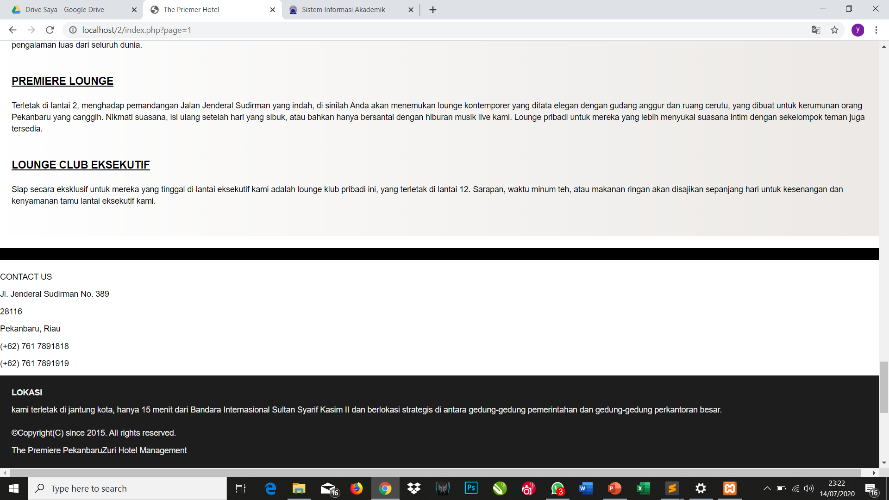 Drive Saya - Google Drive
The Priemer Hotel
Sistem Informasi Akademik
localhost/2/index.php?page=1
y
pengalaman luas dari seluruh dunia.
PREMIERE LOUNGE
Terletak di lantai 2, menghadap pemandangan Jalan Jenderal Sudirman yang indah, di sinilah Anda akan menemukan lounge kontemporer yang ditata elegan dengan gudang anggur dan ruang cerutu, yang dibuat untuk kerumunan orang
Pekanbaru yang canggih. Nikmati suasana, isi ulang setelah hari yang sibuk, atau bahkan hanya bersantai dengan hiburan musik live kami. Lounge pribadi untuk mereka yang lebih menyukai suasana intim dengan sekelompok teman juga
tersedia.
LOUNGE CLUB EKSEKUTIF
Siap secara eksklusif untuk mereka yang tinggal di lantai eksekutif kami adalah lounge klub pribadi ini, yang terletak di lantai 12. Sarapan, waktu minum teh, atau makanan ringan akan disajikan sepanjang hari untuk kesenangan dan
kenyamanan tamu lantai eksekutif kami.
CONTACT US
Jl. Jenderal Sudirman No. 389
28116
Pekanbaru, Riau
(+62) 761 7891818
(+62) 761 7891919
LOKASI
kami terletak di jantung kota, hanya 15 menit dari Bandara Internasional Sultan Syarif Kasim II dan berlokasi strategis di antara gedung-gedung pemerintahan dan gedung-gedung perkantoran besar.
©Copyright(C) since 2015. All rights reserved.
The Premiere PekanbaruZuri Hotel Management
Type here to search
16
Ps
3
23:22
14/07/2020
16